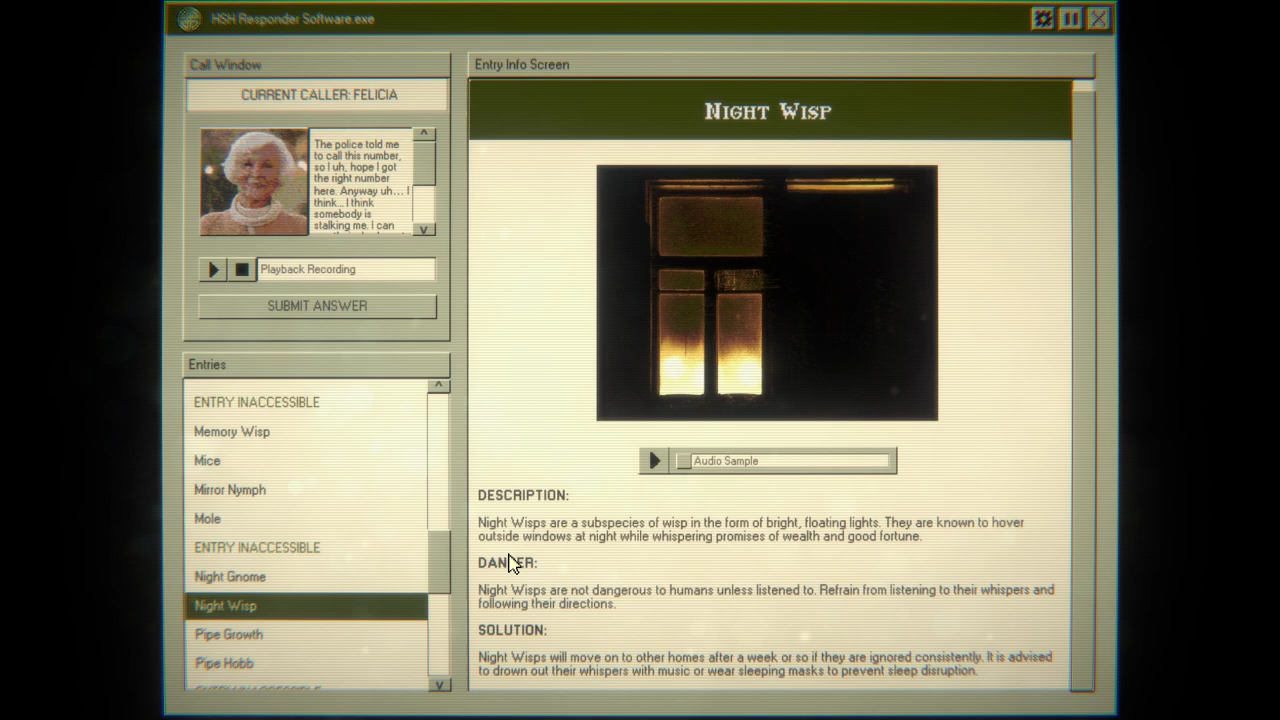 HSH Responder Software.exe
Call Window
CURRENT CALLER: FELICIA
The police told me
to call this number,
so I uh, hope I got
the right number
here. Anyway uh... I
think... I think
somebody is
stalking me. I can
Playback Recording
SUBMIT ANSWER
Entries
ENTRY INACCESSIBLE
Memory Wisp
Mice
Mirror Nymph
Mole
ENTRY INACCESSIBLE
Night Gnome
Night Wisp
Pipe Growth
Pipe Hobb
Entry Info Screen
Night Wisp
Audio Sample
DESCRIPTION:
Night Wisps are a subspecies of wisp in the form of bright, floating lights. They are known to hover
outside windows at night while whispering promises of wealth and good fortune.
DANGER:
Night Wisps are not dangerous to humans unless listened to. Refrain from listening to their whispers and
following their directions.
SOLUTION:
Night Wisps will move on to other homes after a week or so if they are ignored consistently. It is advised
to drown out their whispers with music or wear sleeping masks to prevent sleep disruption.